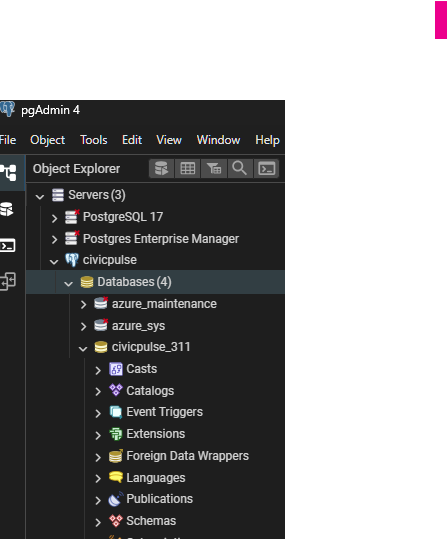 pgAdmin 4
File Object Tools Edit View Window Help
Object Explorer
Servers (3)
PostgreSQL 17
Postgres Enterprise Manager
civicpulse
Databases (4)
azure_maintenance
azure_sys
civicpulse_311
Casts
Catalogs
Event Triggers
Extensions
Foreign Data Wrappers
Languages
Publications
Schemas